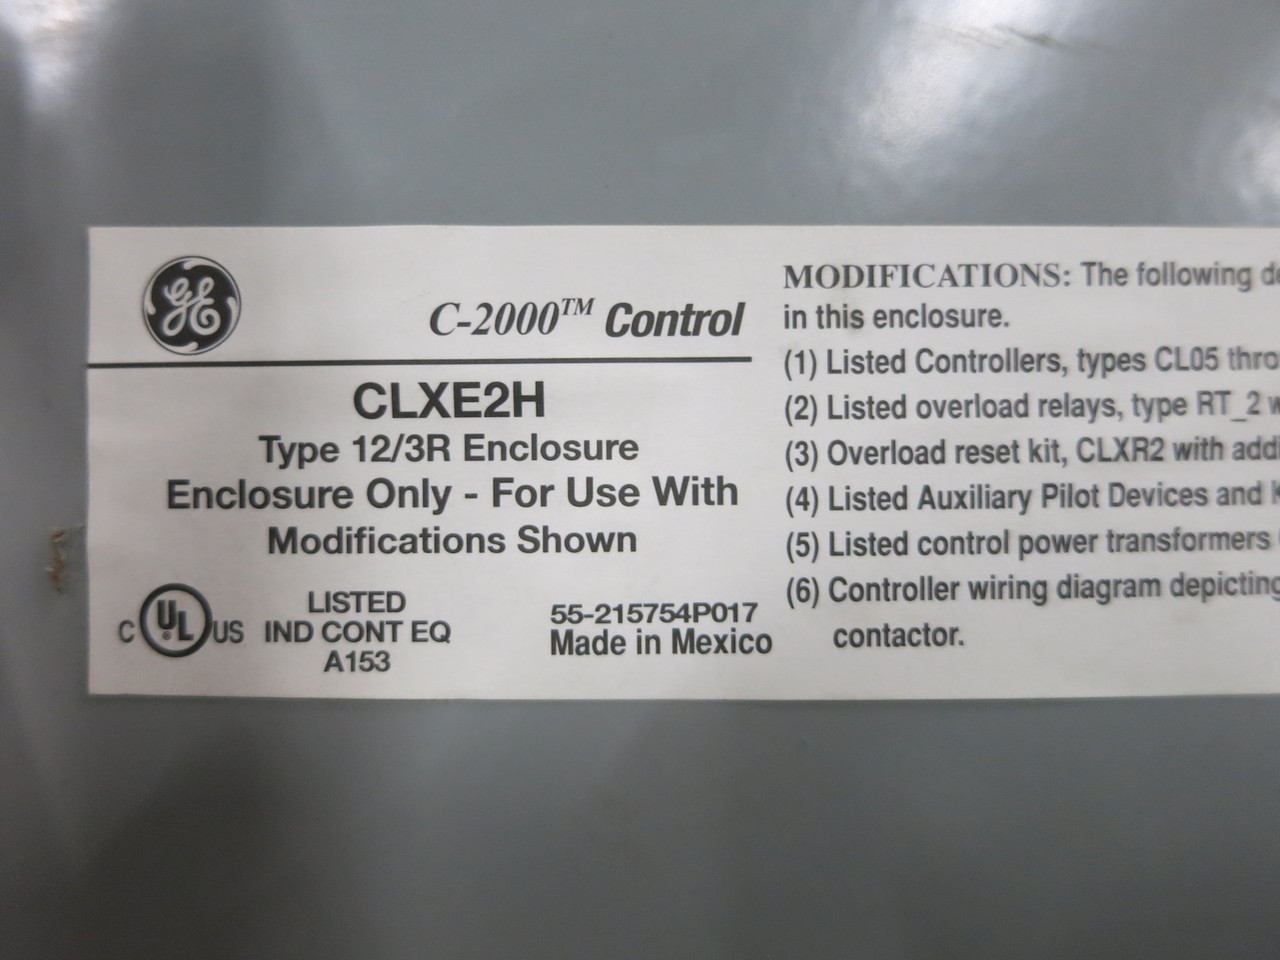 GE
C-2000™ Control
CLXE2H
Type 12/3R Enclosure
Enclosure Only - For Use With
Modifications Shown
C UL US
LISTED
IND CONT EQ
A153
55-215754P017
Made in Mexico
MODIFICATIONS: The following
in this enclosure.
(1) Listed Controllers, types CL05
(2) Listed overload relays, type RT_2
(3) Overload reset kit, CLXR2 with
(4) Listed Auxiliary Pilot Devices and
(5) Listed control power transformers
(6) Controller wiring diagram depicting
contactor.